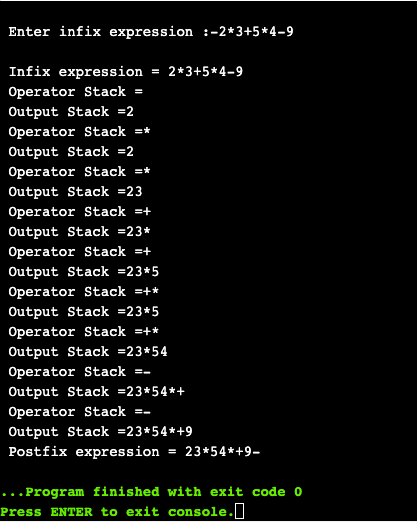 Enter infix expression :-2*3+5*4-9
Infix expression = 2*3+5*4-9
Operator Stack =
Output Stack =2
Operator Stack =*
Output Stack =2
Operator Stack =*
Output Stack =23
Operator Stack =+
Output Stack =23*
Operator Stack =+
Output Stack =23*5
Operator Stack =+*
Output Stack =23*5
Operator Stack =+*
Output Stack =23*54
Operator Stack =-
Output Stack =23*54*+
Operator Stack =-
Output Stack =23*54*+9
Postfix expression = 23*54*+9-
...Program finished with exit code 0
Press ENTER to exit console.